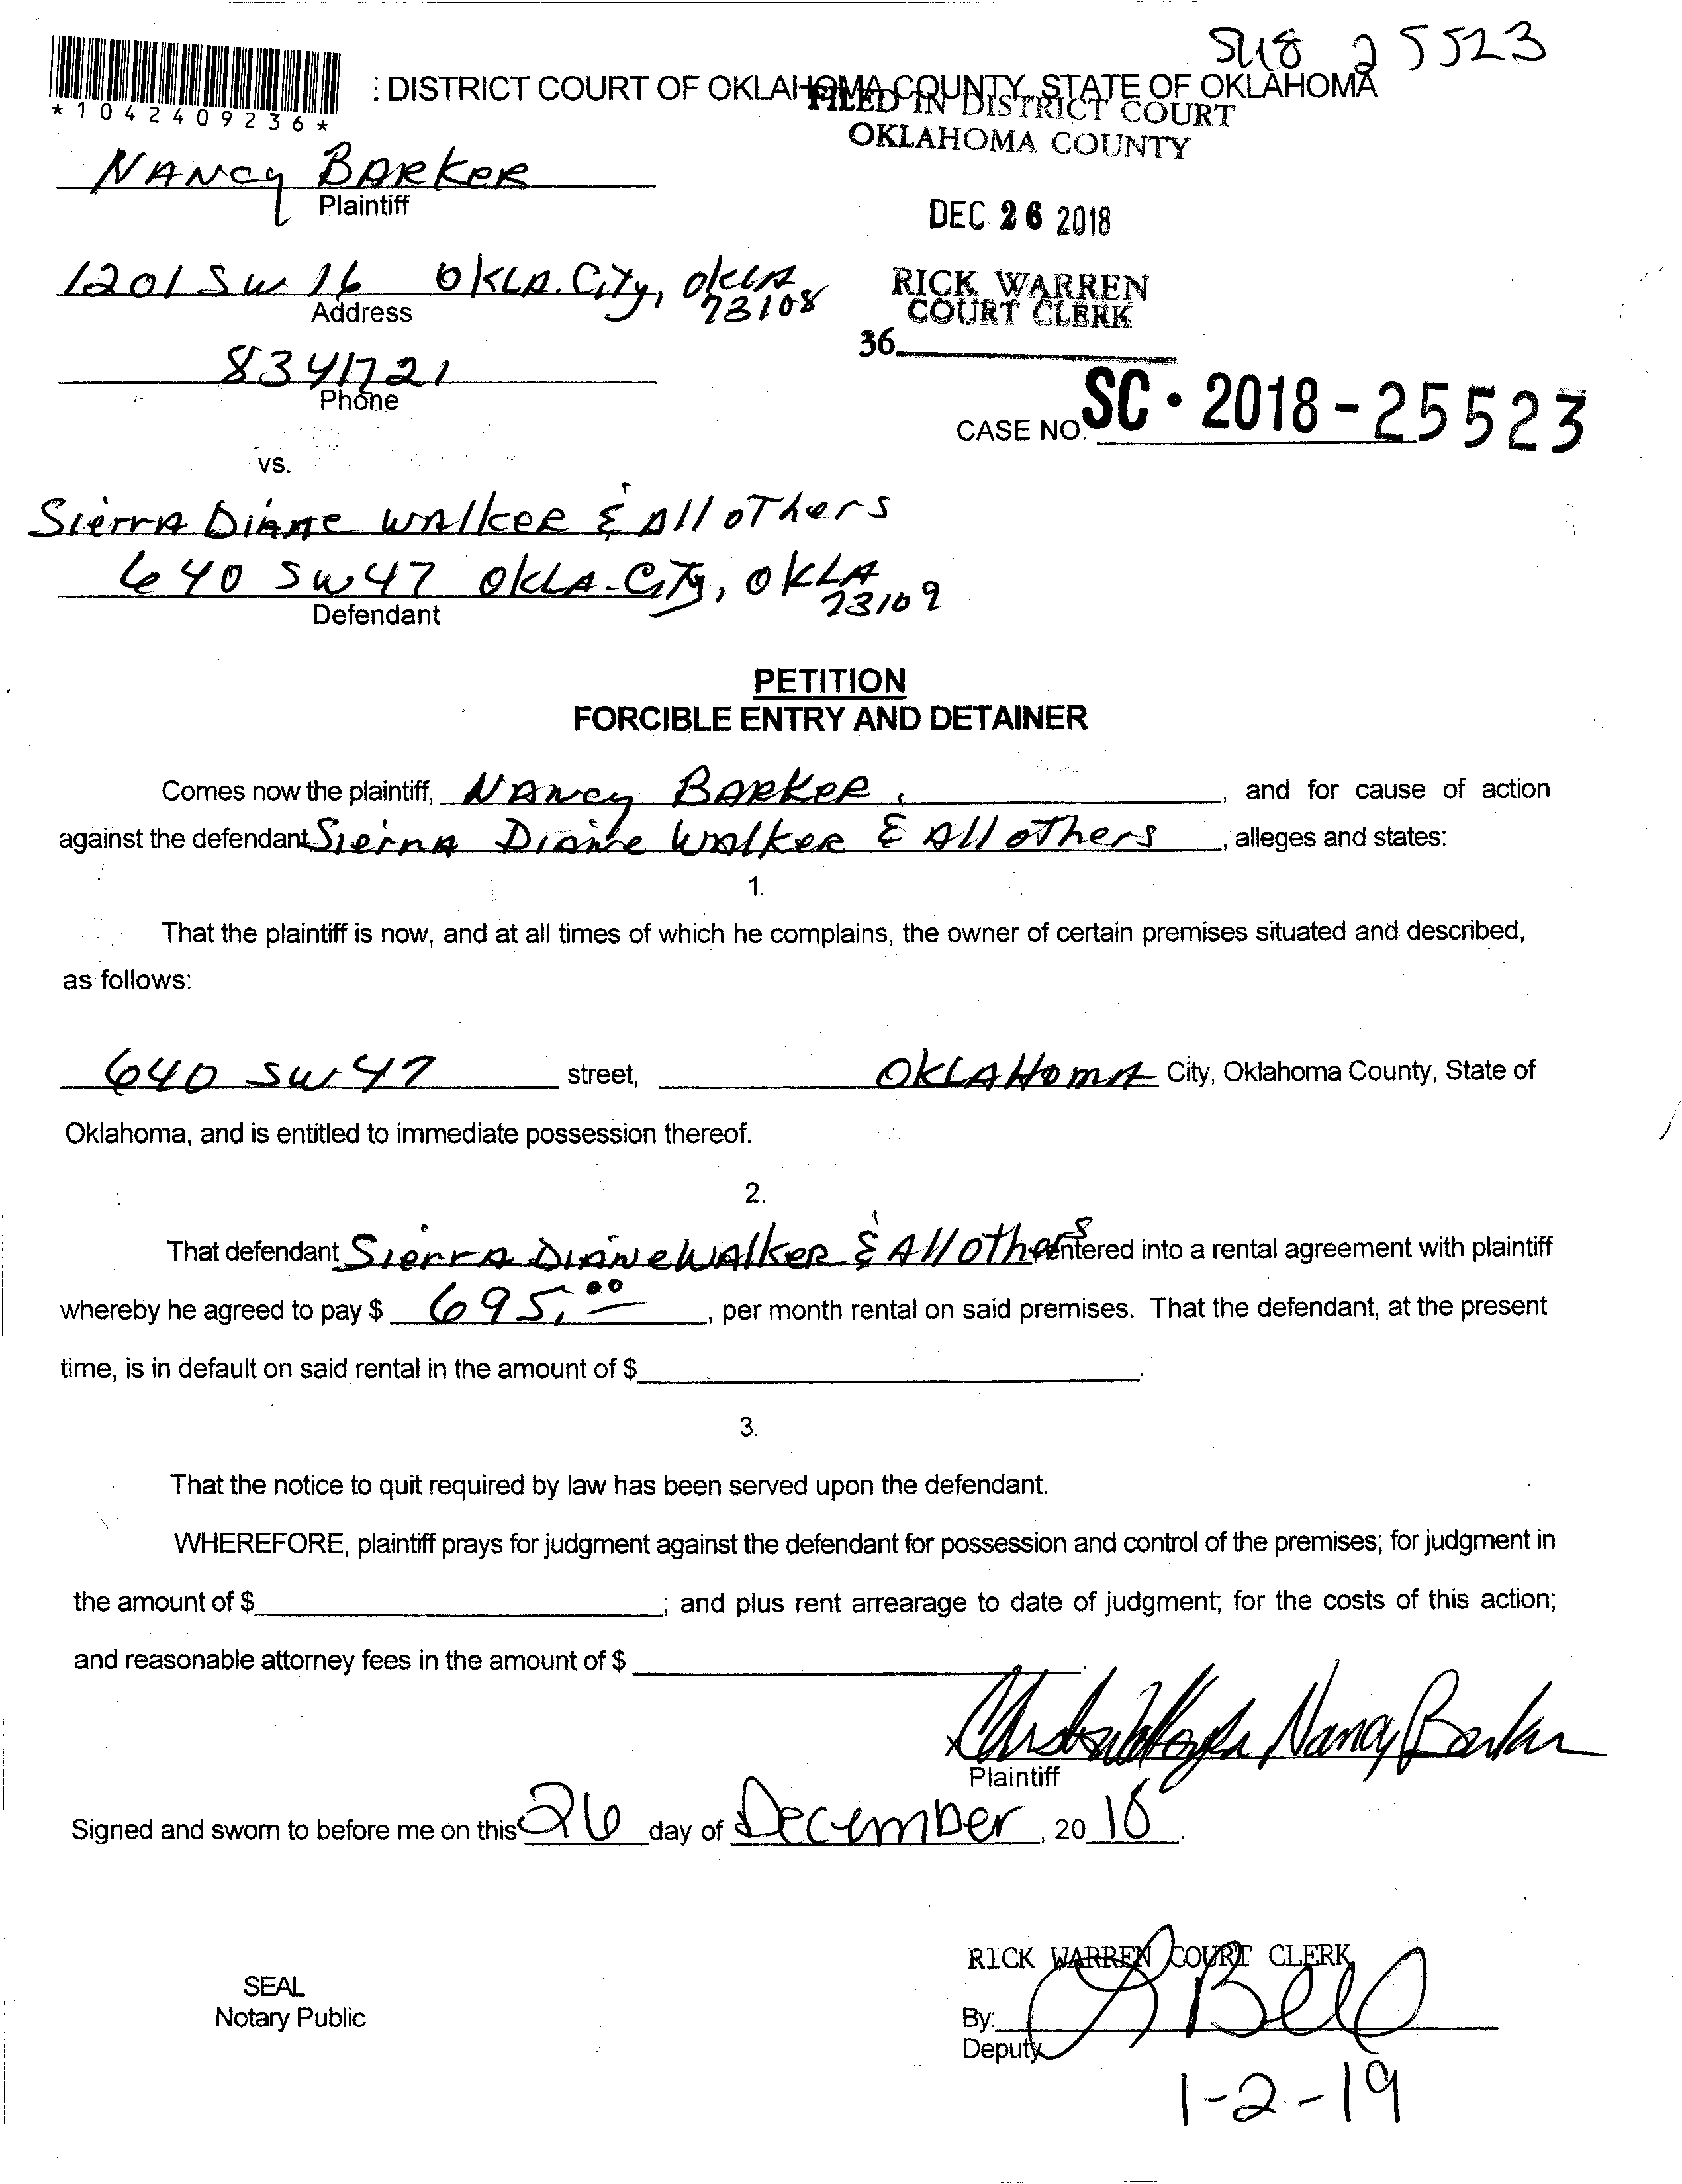 SC18 25523
: DISTRICT COURT OF OKLAHOMA COUNTY, STATE OF OKLAHOMA
*1042409236*
FILED IN DISTRICT COURT
OKLAHOMA COUNTY
NANCY BARKER
Plaintiff
DEC 26 2018
1201 SW 16 OKLA. City, OKLA
73108
Address
RICK WARREN
COURT CLERK
36
8341721
Phone
CASE NO. SC · 2018 - 25523
vs.
Sierra Diane Walker & All others
640 SW 47 OKLA. City, OKLA
73109
Defendant
PETITION
FORCIBLE ENTRY AND DETAINER
Comes now the plaintiff, Nancy Barker, , and for cause of action
against the defendant Sierra Diane Walker & All others , alleges and states:
1.
That the plaintiff is now, and at all times of which he complains, the owner of certain premises situated and described,
as follows:
640 SW 47 street, OKLAHOMA City, Oklahoma County, State of
Oklahoma, and is entitled to immediate possession thereof.
2.
That defendant Sierra Diane Walker & All others entered into a rental agreement with plaintiff
whereby he agreed to pay $ 695.00 , per month rental on said premises. That the defendant, at the present
time, is in default on said rental in the amount of $ .
3.
That the notice to quit required by law has been served upon the defendant.
WHEREFORE, plaintiff prays for judgment against the defendant for possession and control of the premises; for judgment in
the amount of $ ; and plus rent arrearage to date of judgment; for the costs of this action;
and reasonable attorney fees in the amount of $ .
x Nancy Barker
Plaintiff
Signed and sworn to before me on this 26 day of December , 20 18 .
RICK WARREN COURT CLERK
SEAL
Notary Public
By: Bell
Deputy
1-2-19